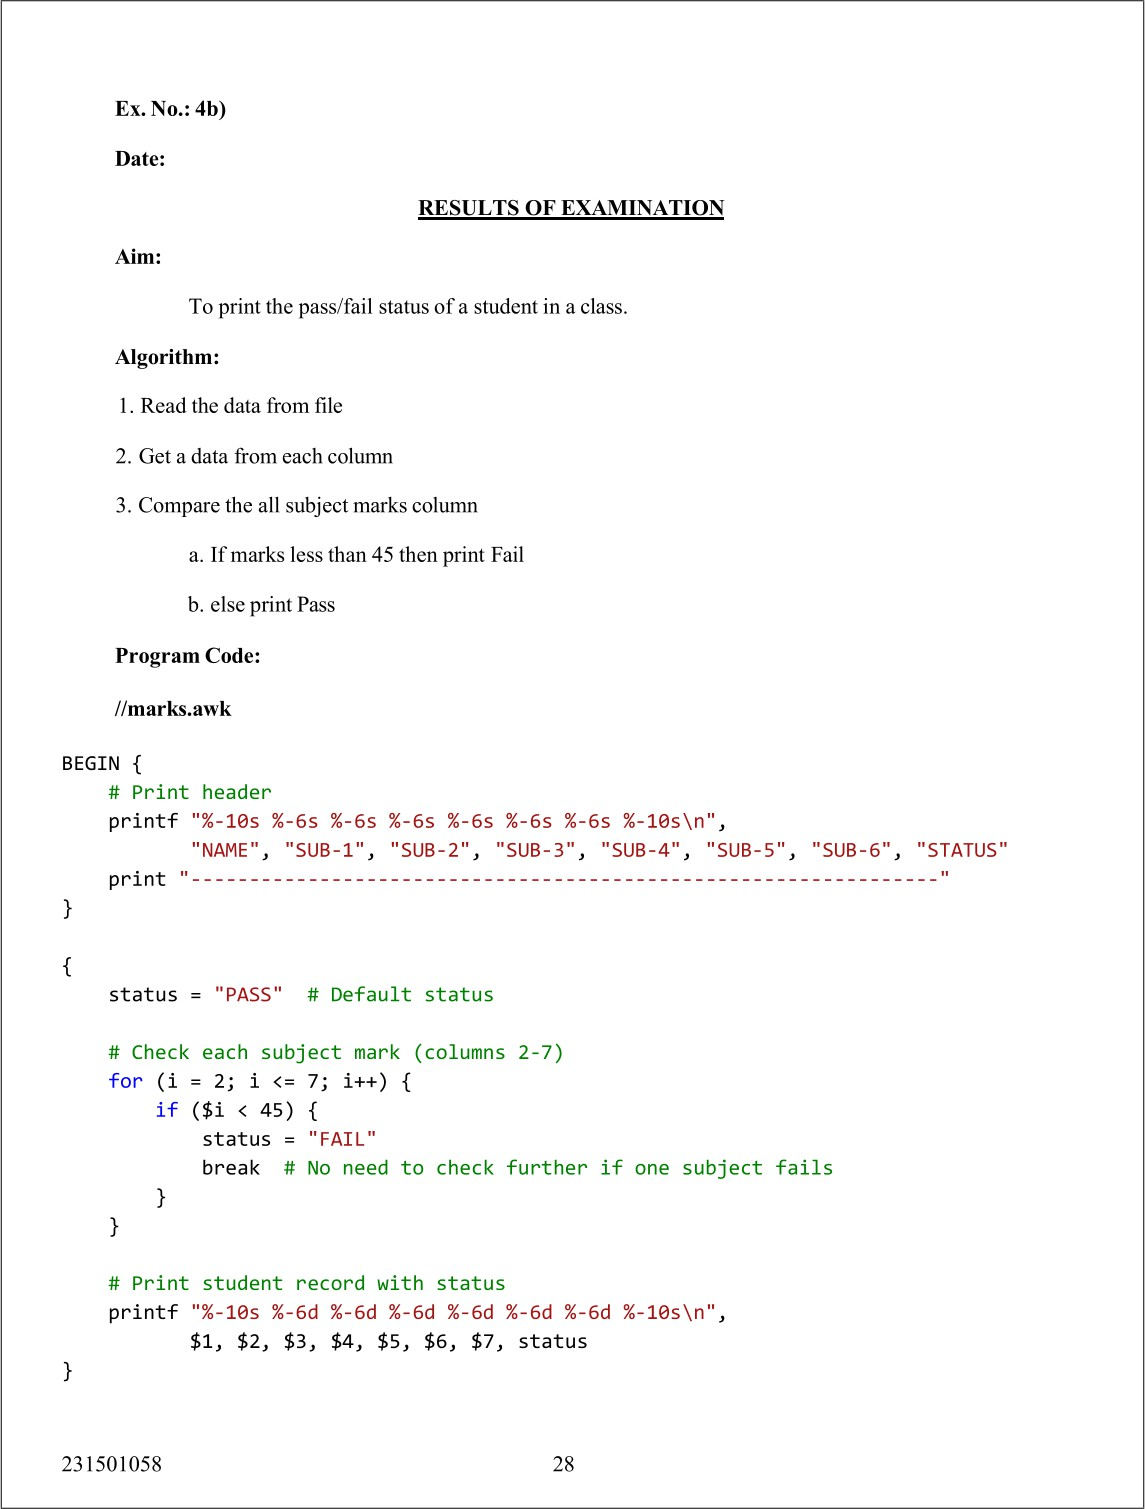 Ex. No.: 4b)
Date:
RESULTS OF EXAMINATION
Aim:
To print the pass/fail status of a student in a class.
Algorithm:
1. Read the data from file
2. Get a data from each column
3. Compare the all subject marks column
a. If marks less than 45 then print Fail
b. else print Pass
Program Code:
//marks.awk
BEGIN {
    # Print header
    printf "%-10s %-6s %-6s %-6s %-6s %-6s %-6s %-10s\n",
           "NAME", "SUB-1", "SUB-2", "SUB-3", "SUB-4", "SUB-5", "SUB-6", "STATUS"
    print "----------------------------------------------------------------"
}
{
    status = "PASS"  # Default status
    # Check each subject mark (columns 2-7)
    for (i = 2; i <= 7; i++) {
        if ($i < 45) {
            status = "FAIL"
            break  # No need to check further if one subject fails
        }
    }
    # Print student record with status
    printf "%-10s %-6d %-6d %-6d %-6d %-6d %-6d %-10s\n",
           $1, $2, $3, $4, $5, $6, $7, status
}
231501058 28